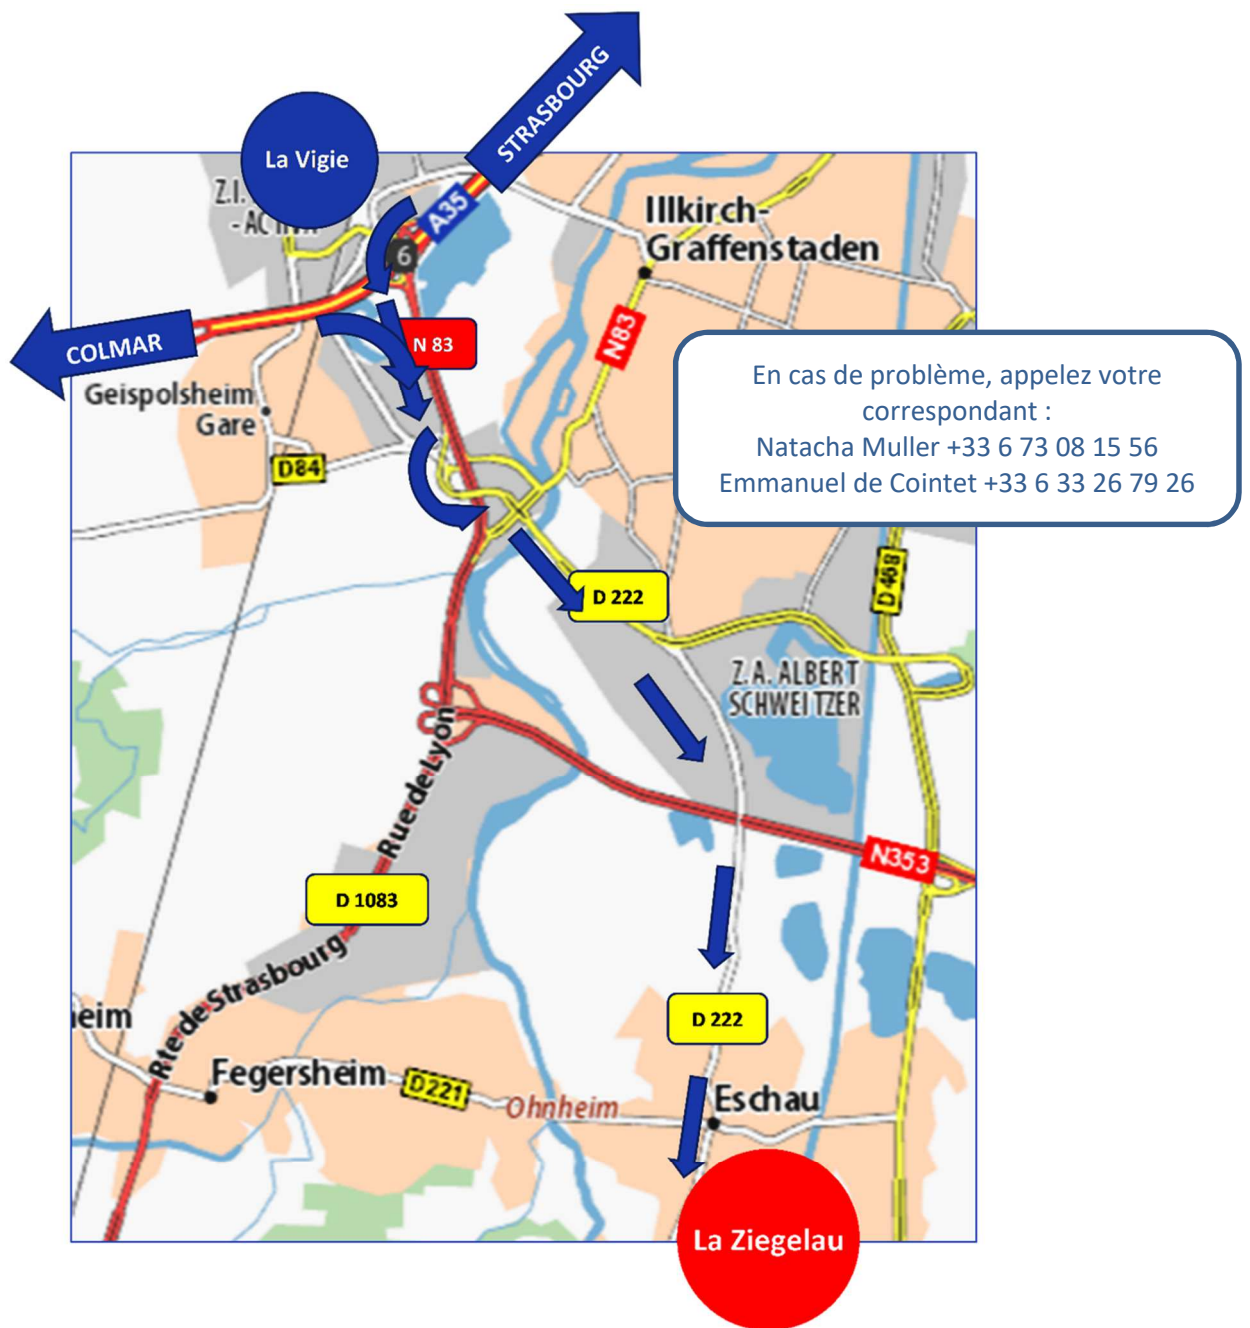 STRASBOURG
La Vigie
Z.I.
A35
Illkirch-
Graffenstaden
6
COLMAR
N 83
N83
En cas de problème, appelez votre
correspondant :
Natacha Muller +33 6 73 08 15 56
Emmanuel de Cointet +33 6 33 26 79 26
Geispolsheim
Gare
D84
D 222
D 468
Z.A. ALBERT
SCHWEITZER
Rue de Lyon
N353
D 1083
Rte de Strasbourg
D 222
heim
Fegersheim
D221
Ohnheim
Eschau
La Ziegelau